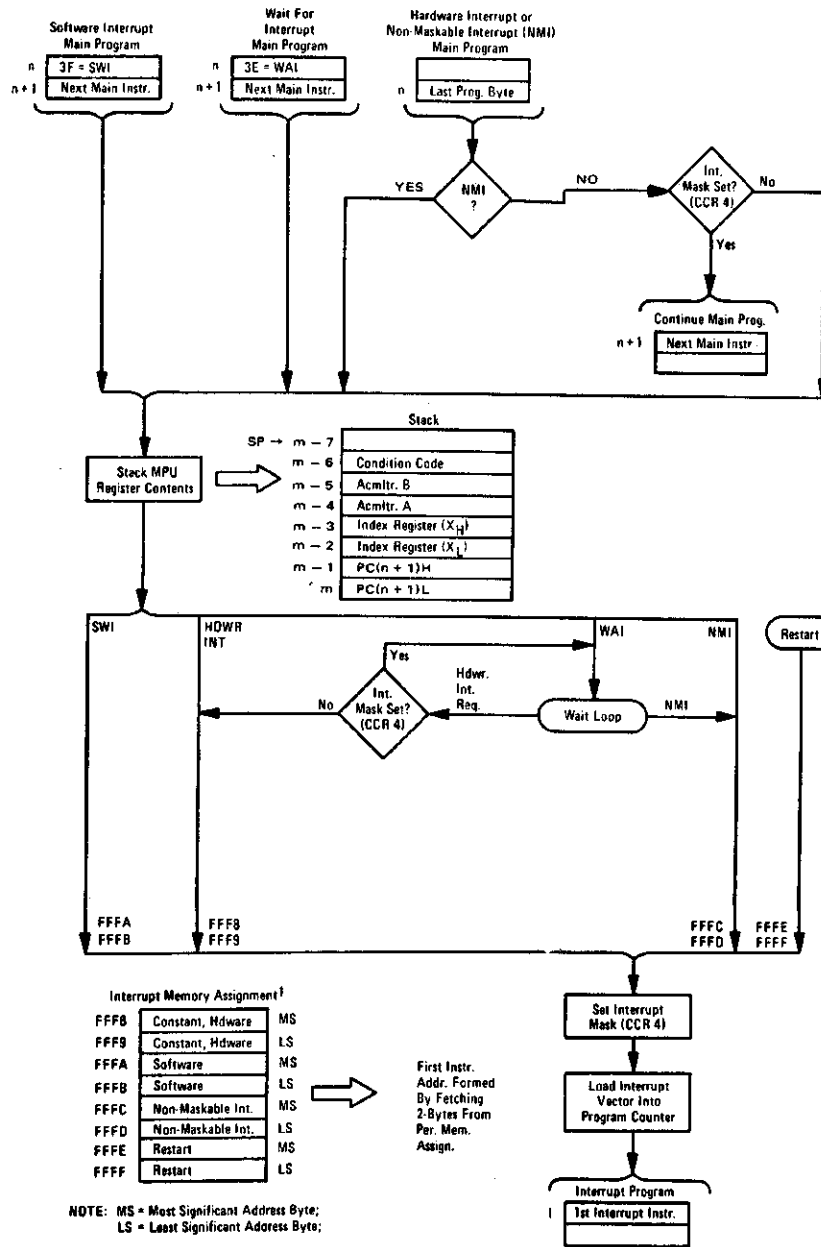 Software Interrupt
Main Program
n 3F = SWI
n+1 Next Main Instr.
Wait For
Interrupt
Main Program
n 3E = WAI
n+1 Next Main Instr.
Hardware Interrupt or
Non-Maskable Interrupt (NMI)
Main Program
n Last Prog. Byte
YES
NMI
?
NO
Int.
Mask Set?
(CCR 4)
No
Yes
Continue Main Prog.
n+1 Next Main Instr.
Stack MPU
Register Contents
Stack
SP → m – 7
m – 6 Condition Code
m – 5 Acmltr. B
m – 4 Acmltr. A
m – 3 Index Register (XH)
m – 2 Index Register (XL)
m – 1 PC(n + 1)H
m PC(n + 1)L
SWI
HDWR
INT
WAI
NMI
Restart
Yes
Int.
Mask Set?
(CCR 4)
No
Hdwr.
Int.
Req.
Wait Loop
NMI
FFFA
FFFB
FFF8
FFF9
FFFC
FFFD
FFFE
FFFF
Interrupt Memory Assignment1
FFF8 Constant, Hdware MS
FFF9 Constant, Hdware LS
FFFA Software MS
FFFB Software LS
FFFC Non-Maskable Int. MS
FFFD Non-Maskable Int. LS
FFFE Restart MS
FFFF Restart LS
NOTE: MS = Most Significant Address Byte;
LS = Least Significant Address Byte;
First Instr.
Addr. Formed
By Fetching
2-Bytes From
Per. Mem.
Assign.
Set Interrupt
Mask (CCR 4)
Load Interrupt
Vector Into
Program Counter
Interrupt Program
I 1st Interrupt Instr.